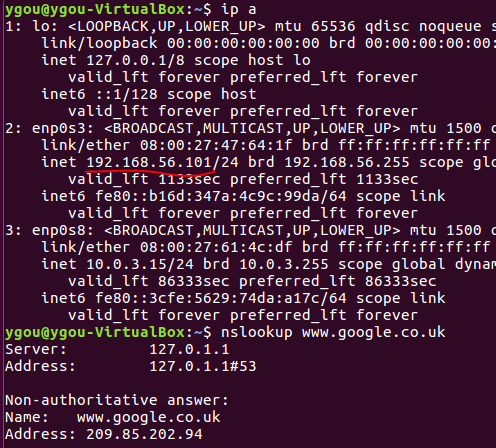 ygou@ygou-VirtualBox:~$ ip a
1: lo: <LOOPBACK,UP,LOWER_UP> mtu 65536 qdisc noqueue s
link/loopback 00:00:00:00:00:00 brd 00:00:00:00:00:
inet 127.0.0.1/8 scope host lo
valid_lft forever preferred_lft forever
inet6 ::1/128 scope host
valid_lft forever preferred_lft forever
2: enp0s3: <BROADCAST,MULTICAST,UP,LOWER_UP> mtu 1500 q
link/ether 08:00:27:47:64:1f brd ff:ff:ff:ff:ff:ff
inet 192.168.56.101/24 brd 192.168.56.255 scope glo
valid_lft 1133sec preferred_lft 1133sec
inet6 fe80::b16d:347a:4c9c:99da/64 scope link
valid_lft forever preferred_lft forever
3: enp0s8: <BROADCAST,MULTICAST,UP,LOWER_UP> mtu 1500 q
link/ether 08:00:27:61:4c:df brd ff:ff:ff:ff:ff:ff
inet 10.0.3.15/24 brd 10.0.3.255 scope global dynam
valid_lft 86333sec preferred_lft 86333sec
inet6 fe80::3cfe:5629:74da:a17c/64 scope link
valid_lft forever preferred_lft forever
ygou@ygou-VirtualBox:~$ nslookup www.google.co.uk
Server: 127.0.1.1
Address: 127.0.1.1#53
Non-authoritative answer:
Name: www.google.co.uk
Address: 209.85.202.94